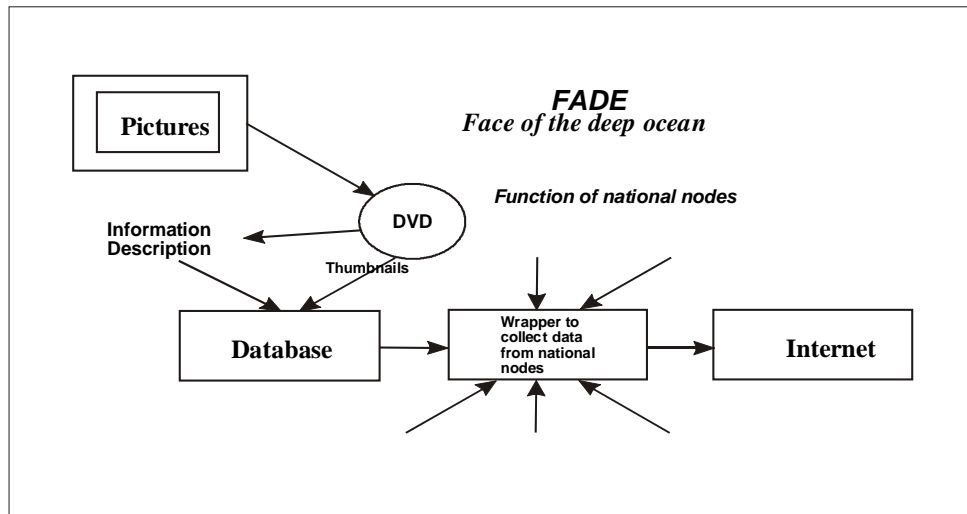 FADE
Face of the deep ocean
Pictures
Function of national nodes
DVD
Information
Description
Thumbnails
Database
Wrapper to
collect data
from national
nodes
Internet